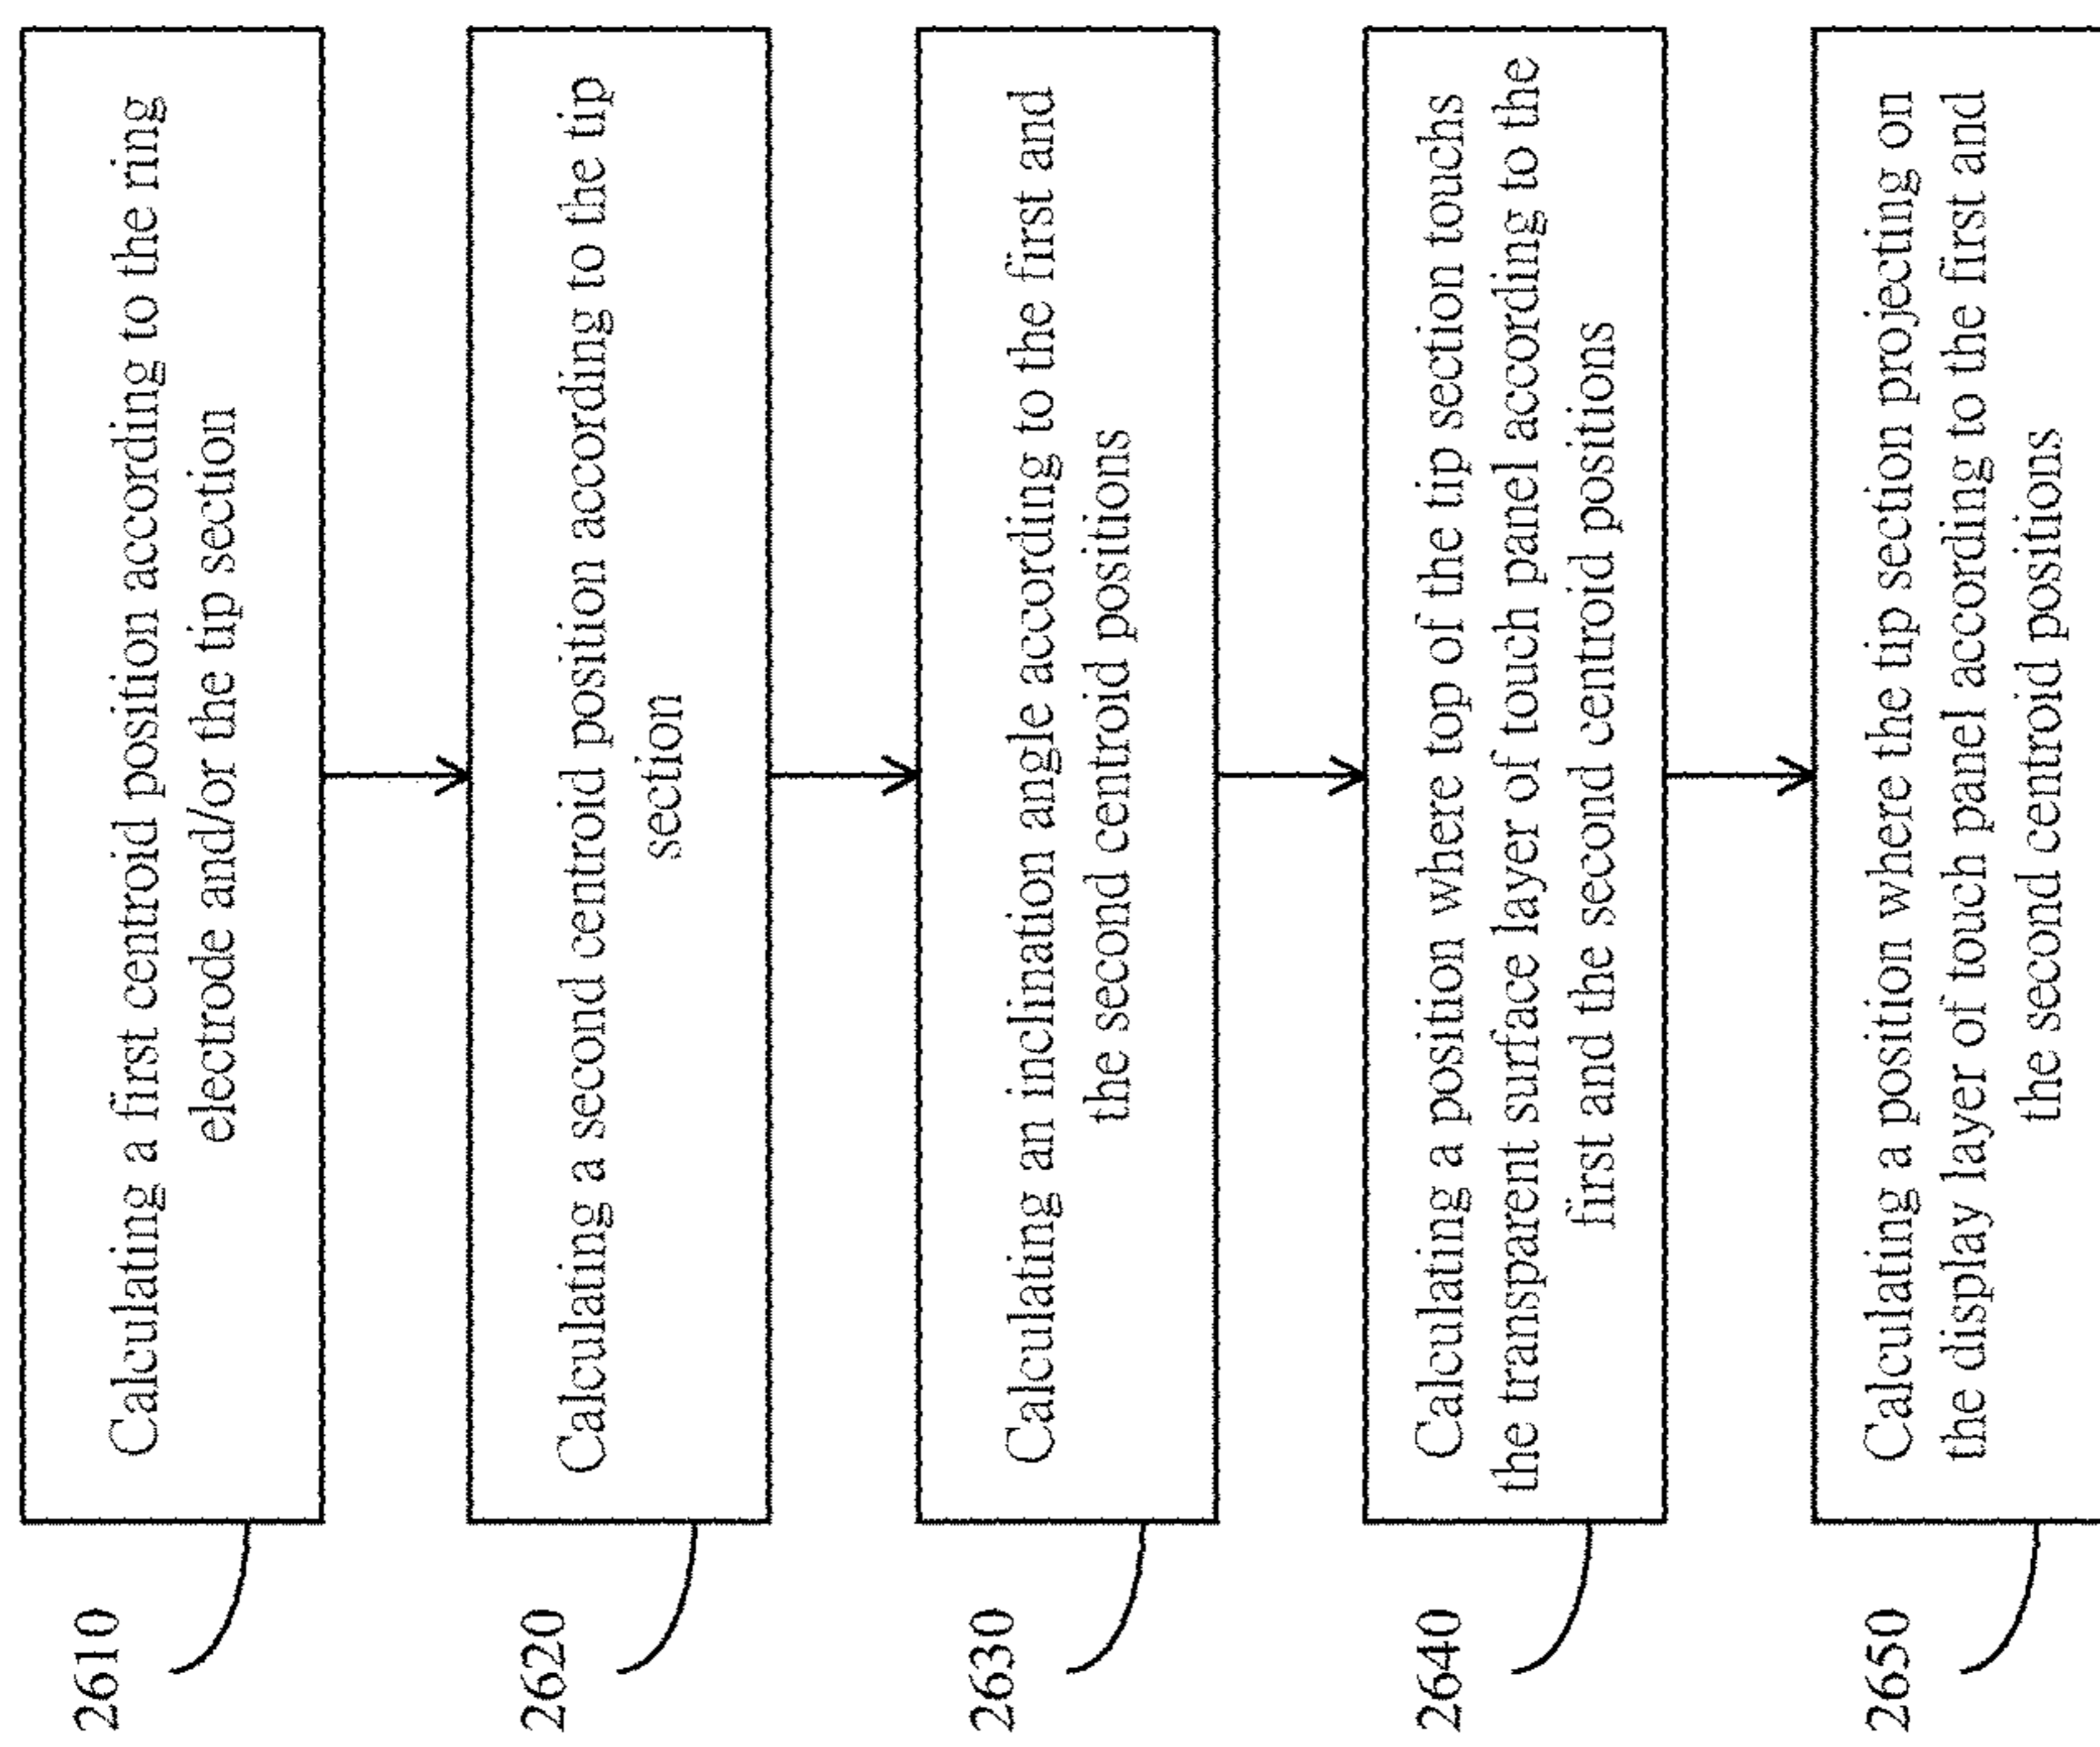 2610
Calculating a first centroid position according to the ring
electrode and/or the tip section
2620
Calculating a second centroid position according to the tip
section
2630
Calculating an inclination angle according to the first and
the second centroid positions
2640
Calculating a position where top of the tip section touchs
the transparent surface layer of touch panel according to the
first and the second centroid positions
2650
Calculating a position where the tip section projecting on
the display layer of touch panel according to the first and
the second centroid positions